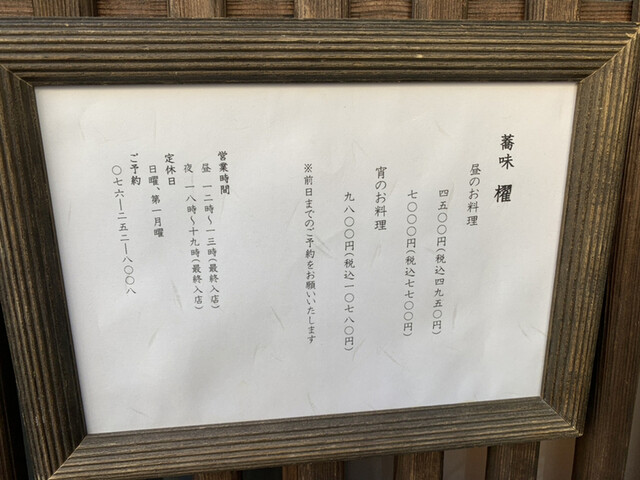 蕎味 櫂
昼のお料理
四五〇〇円(税込四九五〇円)
七〇〇〇円(税込七七〇〇円)
宵のお料理
九八〇〇円(税込一〇七八〇円)
※前日までのご予約をお願いいたします
営業時間
昼 一二時〜一三時(最終入店)
夜 一八時〜十九時(最終入店)
定休日
日曜、第一月曜
ご予約
〇七六―二五二―八〇〇八